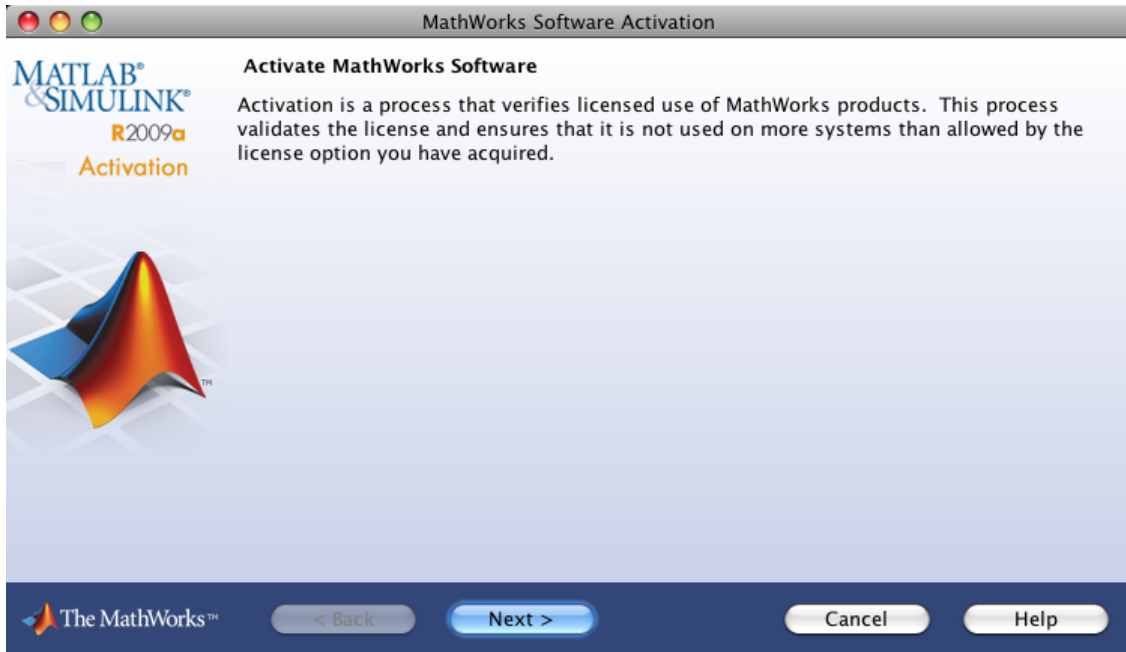 MathWorks Software Activation
MATLAB®
&SIMULINK®
R2009a
Activation
Activate MathWorks Software
Activation is a process that verifies licensed use of MathWorks products.  This process
validates the license and ensures that it is not used on more systems than allowed by the
license option you have acquired.
TM
The MathWorks™
< Back
Next >
Cancel
Help